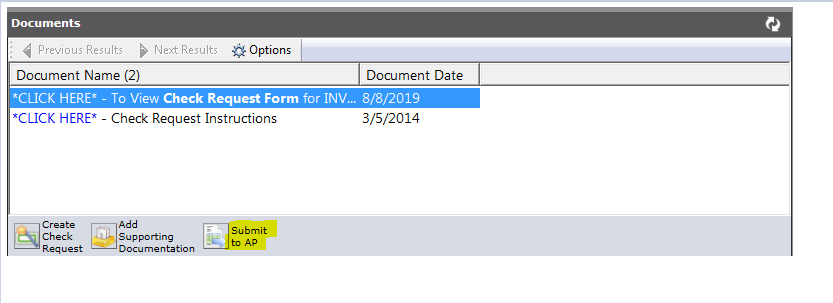 Documents
Previous Results Next Results Options
Document Name (2) Document Date
*CLICK HERE* - To View Check Request Form for INV... 8/8/2019
*CLICK HERE* - Check Request Instructions 3/5/2014
Create
Check
Request
Add
Supporting
Documentation
Submit
to AP